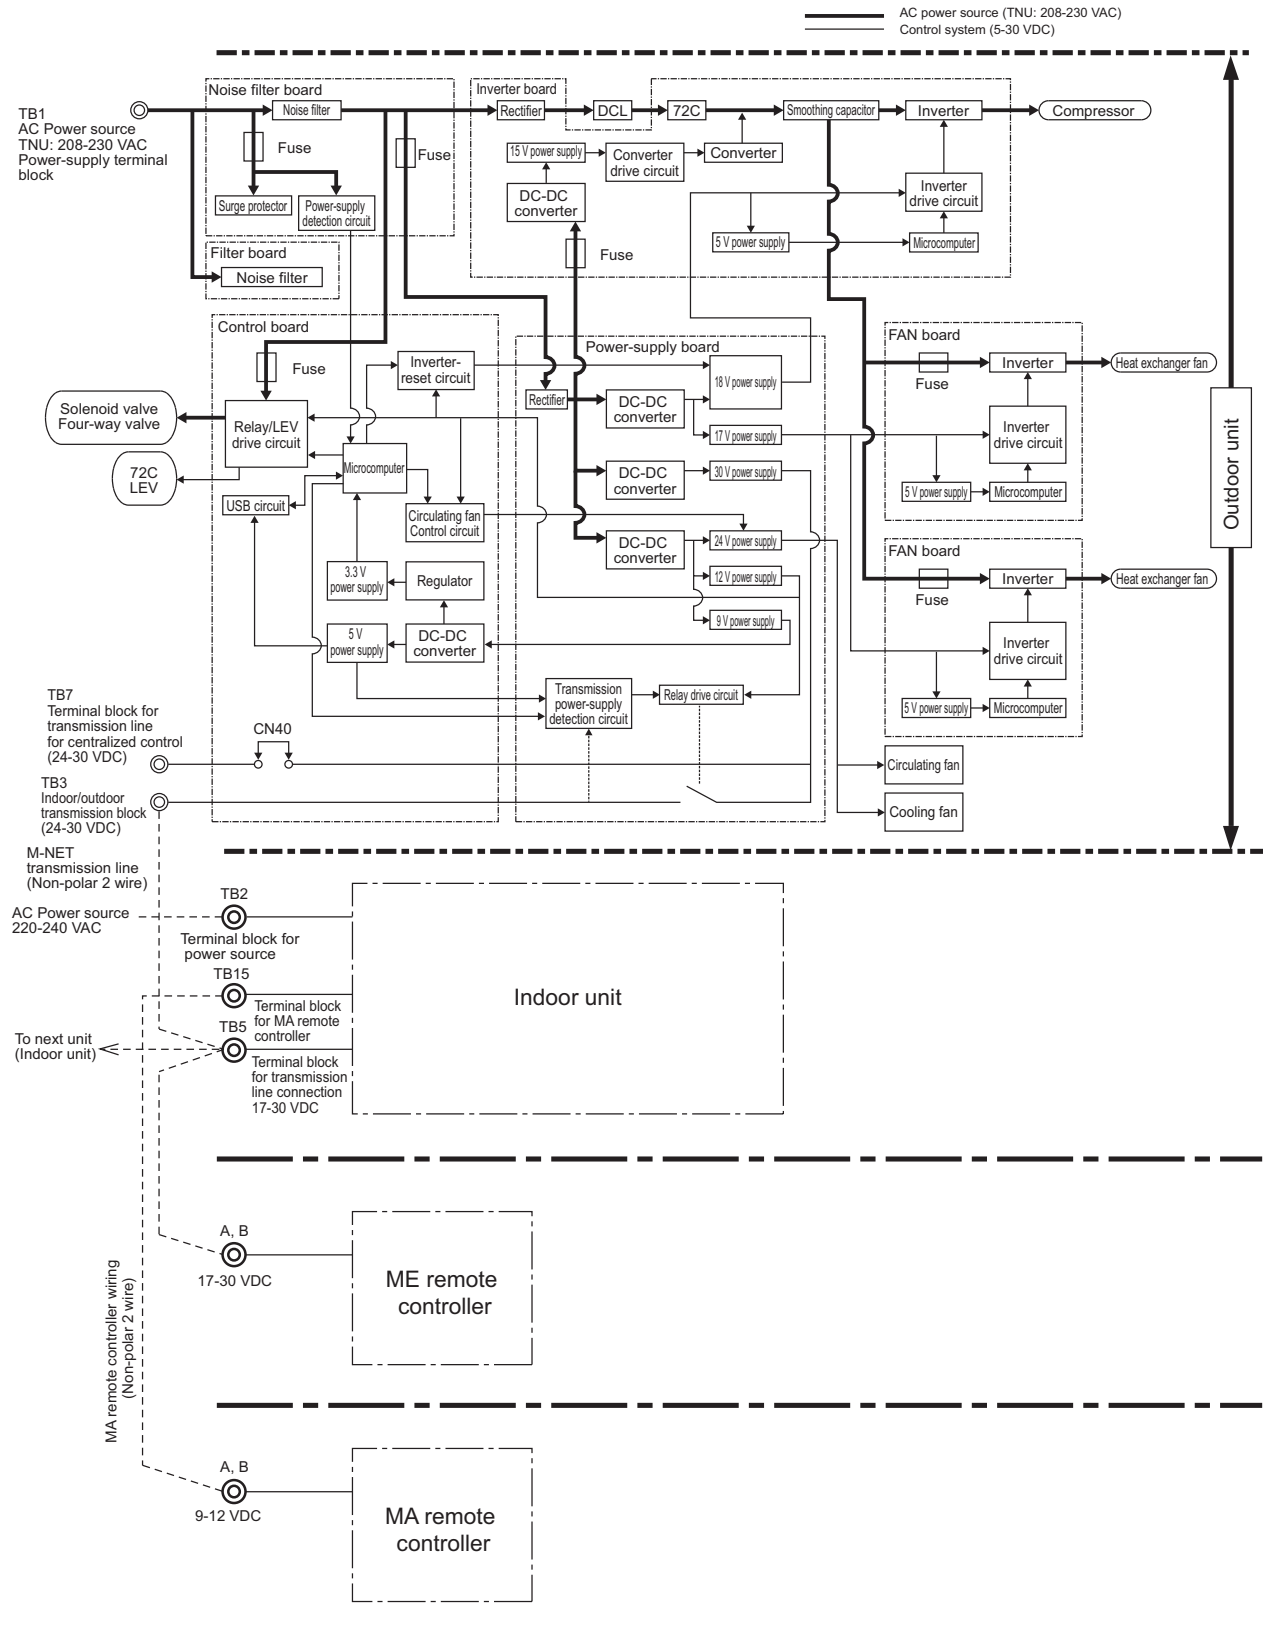 AC power source (TNU: 208-230 VAC)
Control system (5-30 VDC)
TB1
AC Power source
TNU: 208-230 VAC
Power-supply terminal
block
Noise filter board
Noise filter
Fuse
Fuse
Surge protector
Power-supply
detection circuit
Filter board
Noise filter
Inverter board
Rectifier
DCL
72C
Smoothing capacitor
Inverter
Compressor
15 V power supply
Converter
drive circuit
Converter
DC-DC
converter
Fuse
Inverter
drive circuit
5 V power supply
Microcomputer
Outdoor unit
Control board
Fuse
Inverter-
reset circuit
Solenoid valve
Four-way valve
Relay/LEV
drive circuit
72C
LEV
Microcomputer
USB circuit
Circulating fan
Control circuit
3.3 V
power supply
Regulator
5 V
power supply
DC-DC
converter
Power-supply board
Rectifier
DC-DC
converter
18 V power supply
17 V power supply
DC-DC
converter
30 V power supply
DC-DC
converter
24 V power supply
12 V power supply
9 V power supply
Transmission
power-supply
detection circuit
Relay drive circuit
FAN board
Fuse
Inverter
Heat exchanger fan
Inverter
drive circuit
5 V power supply
Microcomputer
FAN board
Fuse
Inverter
Heat exchanger fan
Inverter
drive circuit
5 V power supply
Microcomputer
Circulating fan
Cooling fan
TB7
Terminal block for
transmission line
for centralized control
(24-30 VDC)
CN40
TB3
Indoor/outdoor
transmission block
(24-30 VDC)
M-NET
transmission line
(Non-polar 2 wire)
AC Power source
220-240 VAC
TB2
Terminal block for
power source
TB15
Terminal block
for MA remote
controller
To next unit
(Indoor unit)
TB5
Terminal block
for transmission
line connection
17-30 VDC
Indoor unit
A, B
17-30 VDC
ME remote
controller
MA remote controller wiring
(Non-polar 2 wire)
A, B
9-12 VDC
MA remote
controller